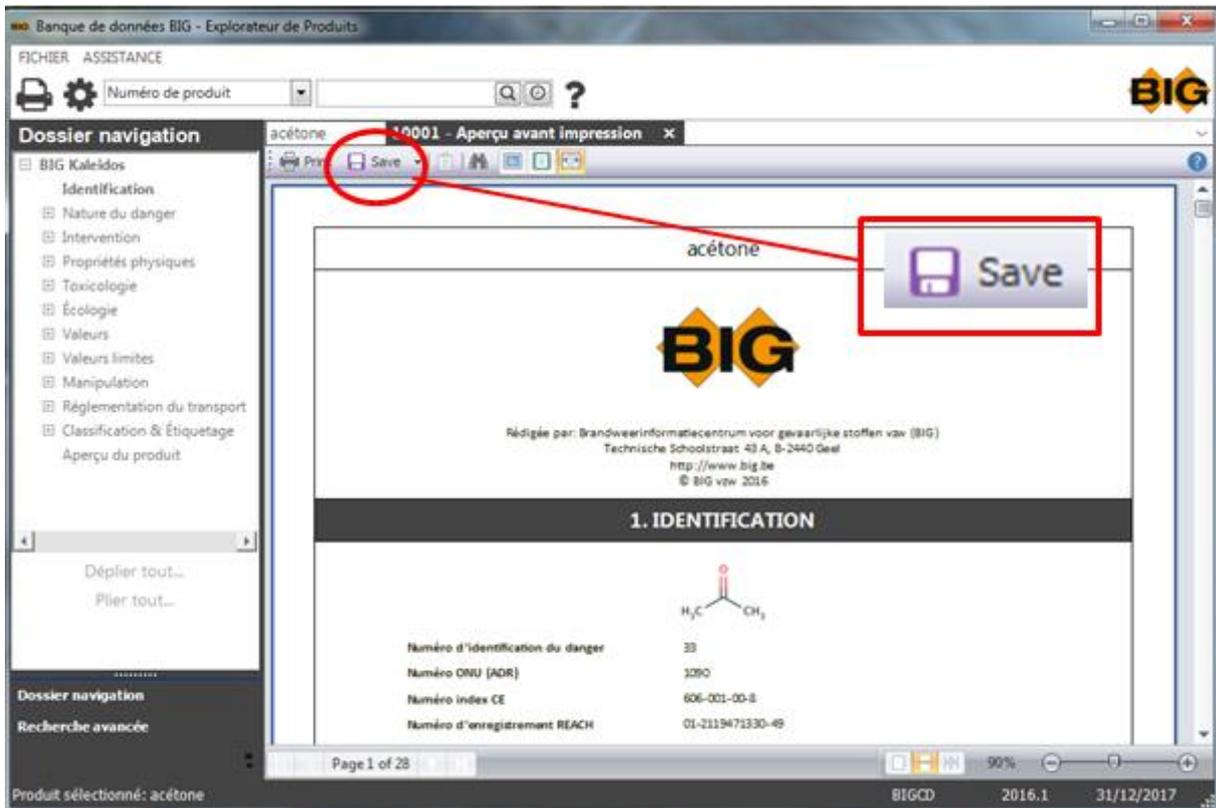 BIG Banque de données BIG - Explorateur de Produits
FICHIER ASSISTANCE
Numéro de produit
?
BIG
Dossier navigation
acétone
10001 - Aperçu avant impression x
Print Save
?
BIG Kaleidos
Identification
Nature du danger
Intervention
Propriétés physiques
Toxicologie
Écologie
Valeurs
Valeurs limites
Manipulation
Réglementation du transport
Classification & Étiquetage
Aperçu du produit
Déplier tout...
Plier tout...
Dossier navigation
Recherche avancée
acétone
Save
BIG
Rédigée par: Brandweerinformatiecentrum voor gevaarlijke stoffen vzw (BIG)
Technische Schoolstraat 43 A, B-2440 Geel
http://www.big.be
© BIG vzw 2016
1. IDENTIFICATION
O
H₃C CH₃
Numéro d'identification du danger 33
Numéro ONU (ADR) 1090
Numéro index CE 606-001-00-8
Numéro d'enregistrement REACH 01-2119471330-49
Page 1 of 28
90%
Produit sélectionné: acétone
BIGCD 2016.1 31/12/2017